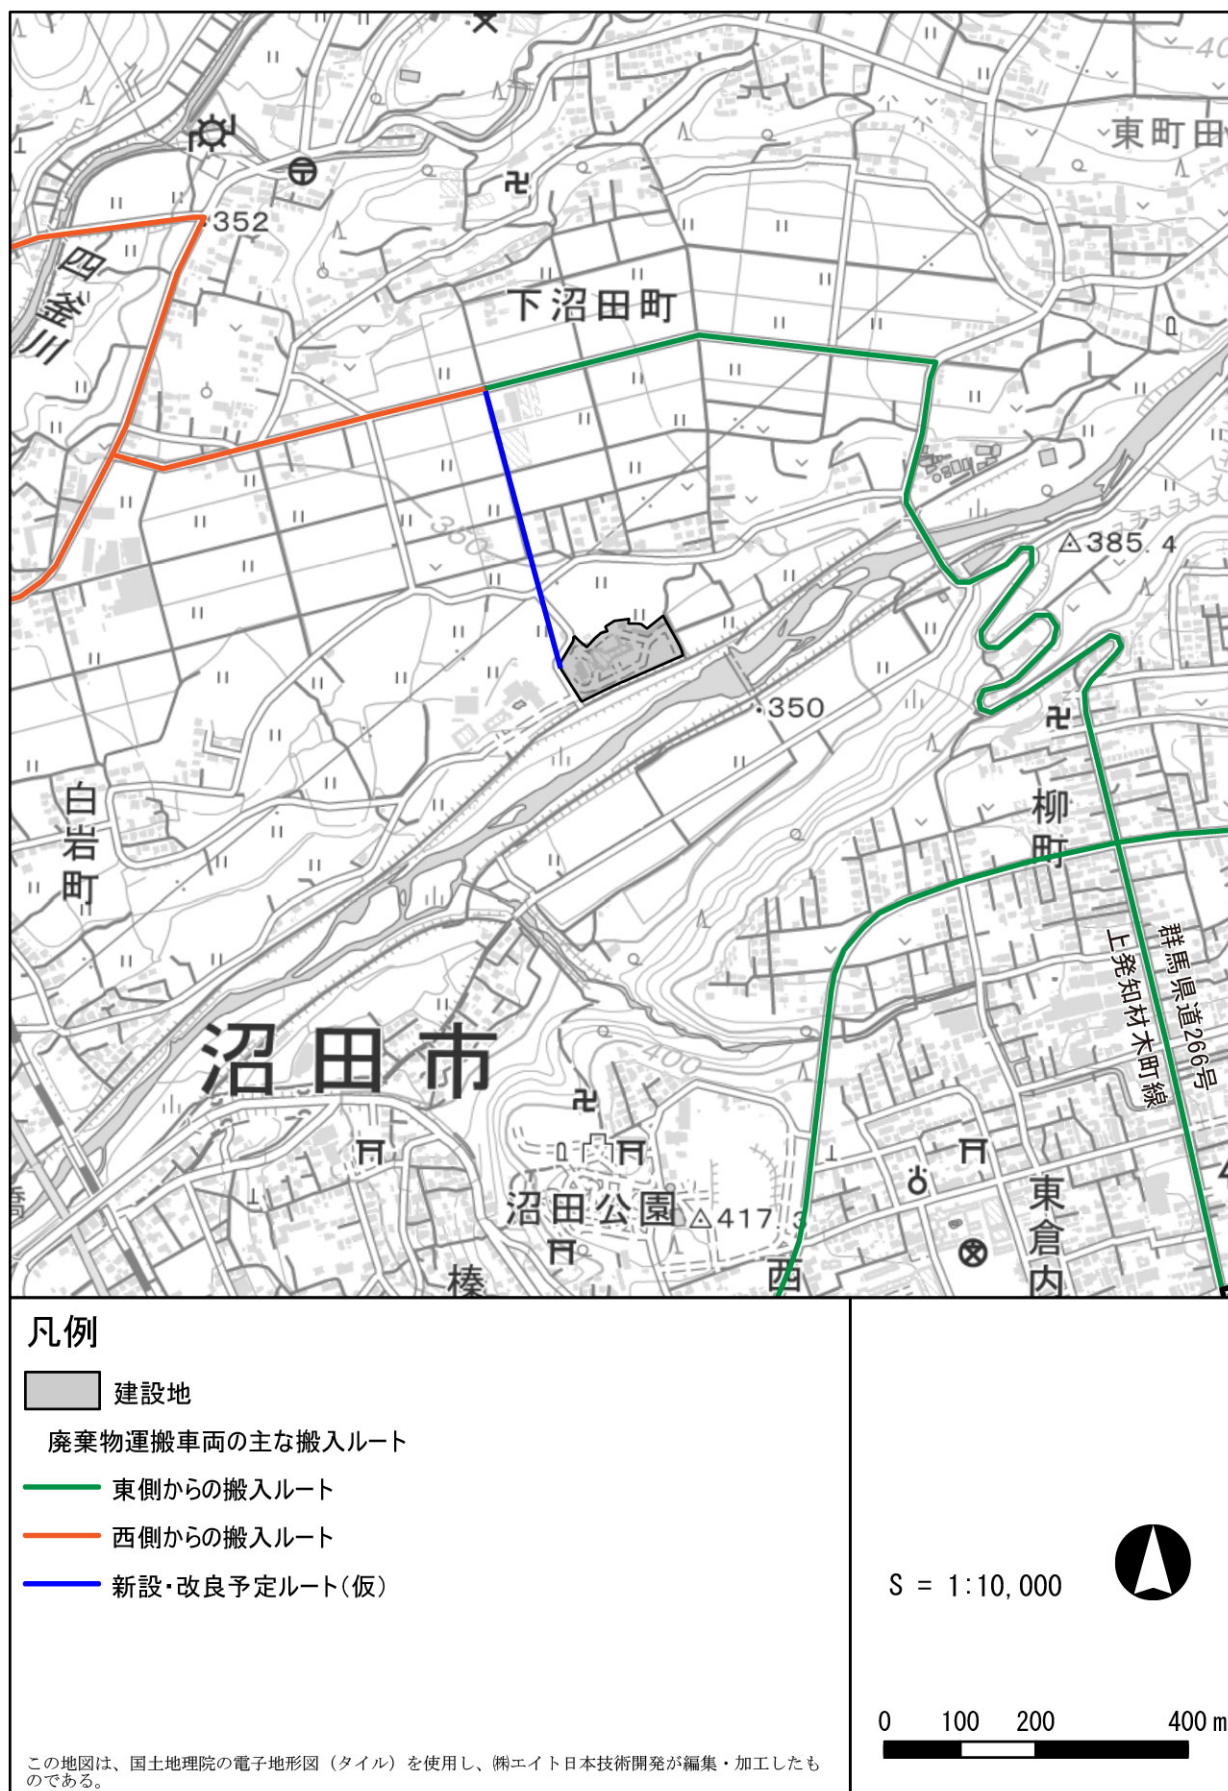 40
東町田
352
四釜川
下沼田町
385.4
350
白岩町
柳町
群馬県道266号
上発知材木町線
沼田市
400
沼田公園
417.3
東倉内
榛
西
凡例
建設地
廃棄物運搬車両の主な搬入ルート
東側からの搬入ルート
西側からの搬入ルート
新設・改良予定ルート(仮)
S = 1:10,000
0 100 200 400 m
この地図は、国土地理院の電子地形図（タイル）を使用し、㈱エイト日本技術開発が編集・加工したも
のである。